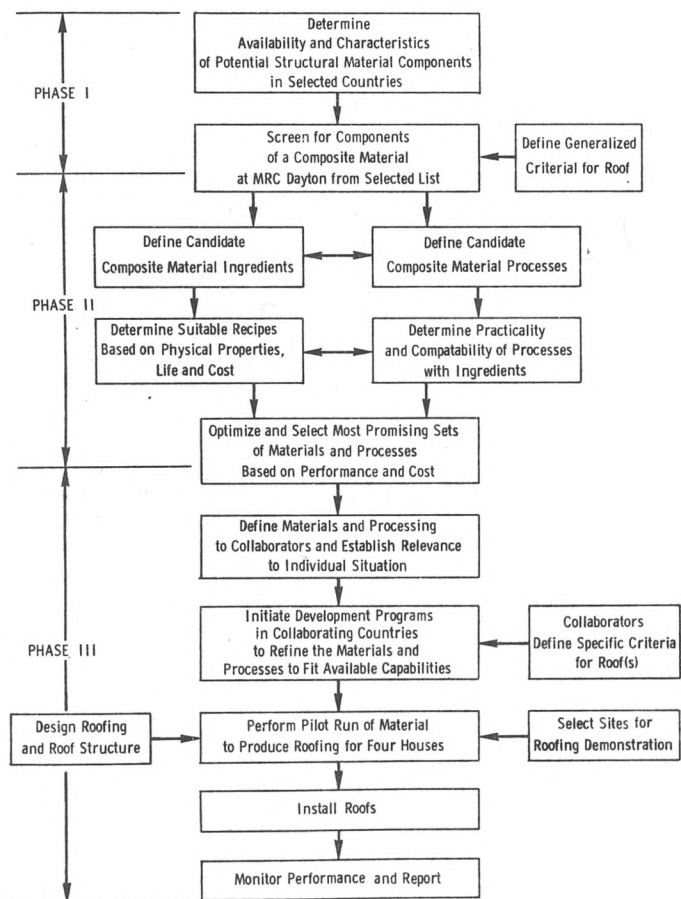 Determine
Availability and Characteristics
of Potential Structural Material Components
in Selected Countries
PHASE I
Screen for Components
of a Composite Material
at MRC Dayton from Selected List
Define Generalized
Criterial for Roof
Define Candidate
Composite Material Ingredients
Define Candidate
Composite Material Processes
PHASE II
Determine Suitable Recipes
Based on Physical Properties,
Life and Cost
Determine Practicality
and Compatability of Processes
with Ingredients
Optimize and Select Most Promising Sets
of Materials and Processes
Based on Performance and Cost
Define Materials and Processing
to Collaborators and Establish Relevance
to Individual Situation
PHASE III
Initiate Development Programs
in Collaborating Countries
to Refine the Materials and
Processes to Fit Available Capabilities
Collaborators
Define Specific Criteria
for Roof(s)
Design Roofing
and Roof Structure
Perform Pilot Run of Material
to Produce Roofing for Four Houses
Select Sites for
Roofing Demonstration
Install Roofs
Monitor Performance and Report